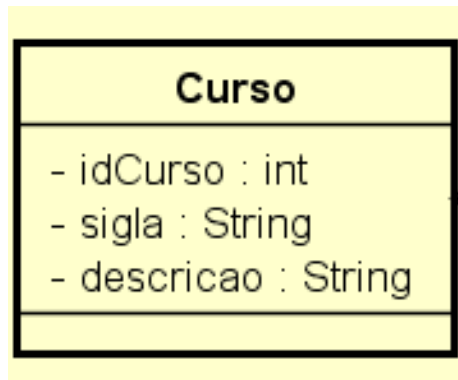 Curso
- idCurso : int
- sigla : String
- descricao : String